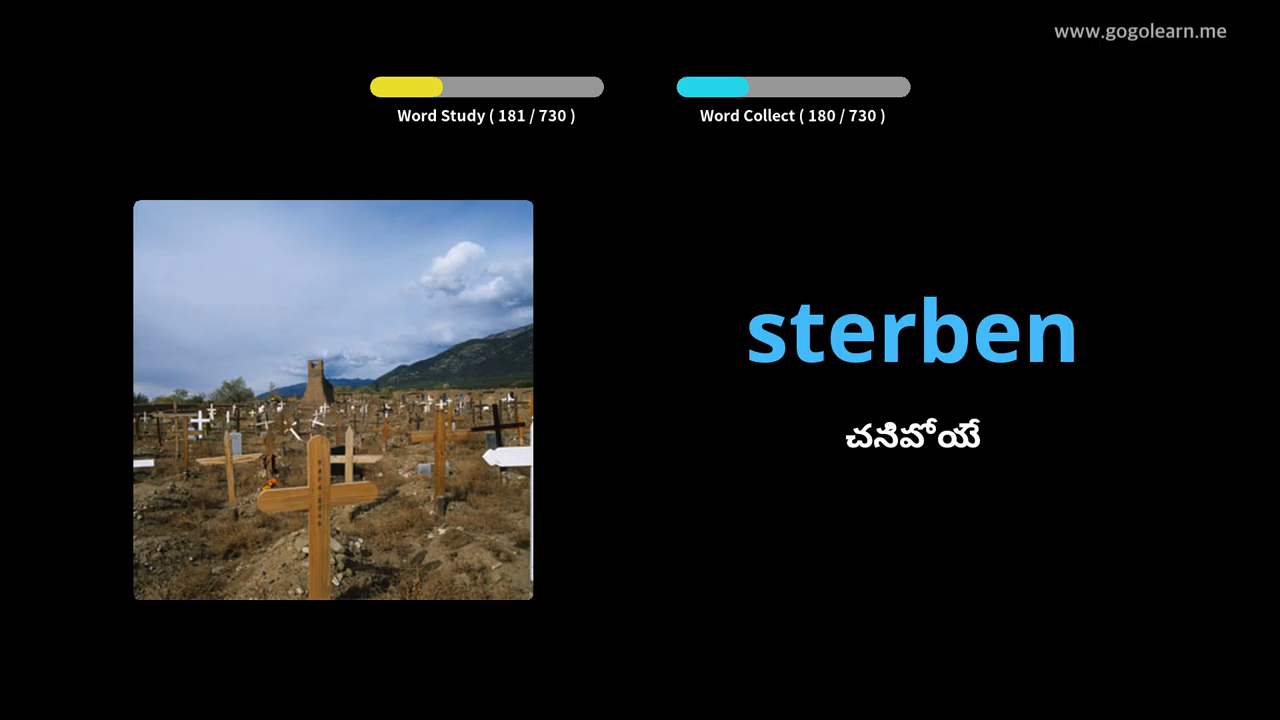 www.gogolearn.me
Word Study ( 181 / 730 )
Word Collect ( 180 / 730 )
sterben
చనిపోయే